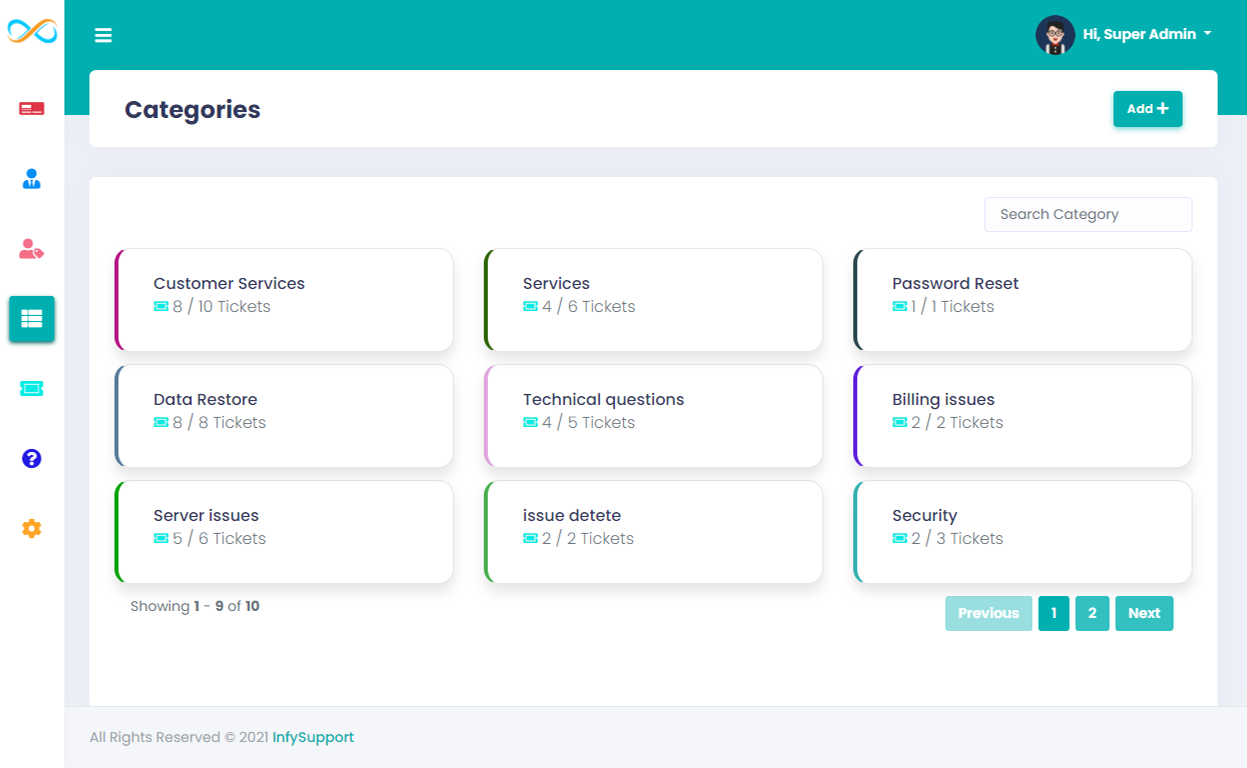 Hi, Super Admin
Categories
Add
Search Category
Customer Services
8 / 10 Tickets
Services
4 / 6 Tickets
Password Reset
1 / 1 Tickets
Data Restore
8 / 8 Tickets
Technical questions
4 / 5 Tickets
Billing issues
2 / 2 Tickets
Server issues
5 / 6 Tickets
issue detete
2 / 2 Tickets
Security
2 / 3 Tickets
Showing 1 - 9 of 10
Previous 1 2 Next
All Rights Reserved © 2021 InfySupport